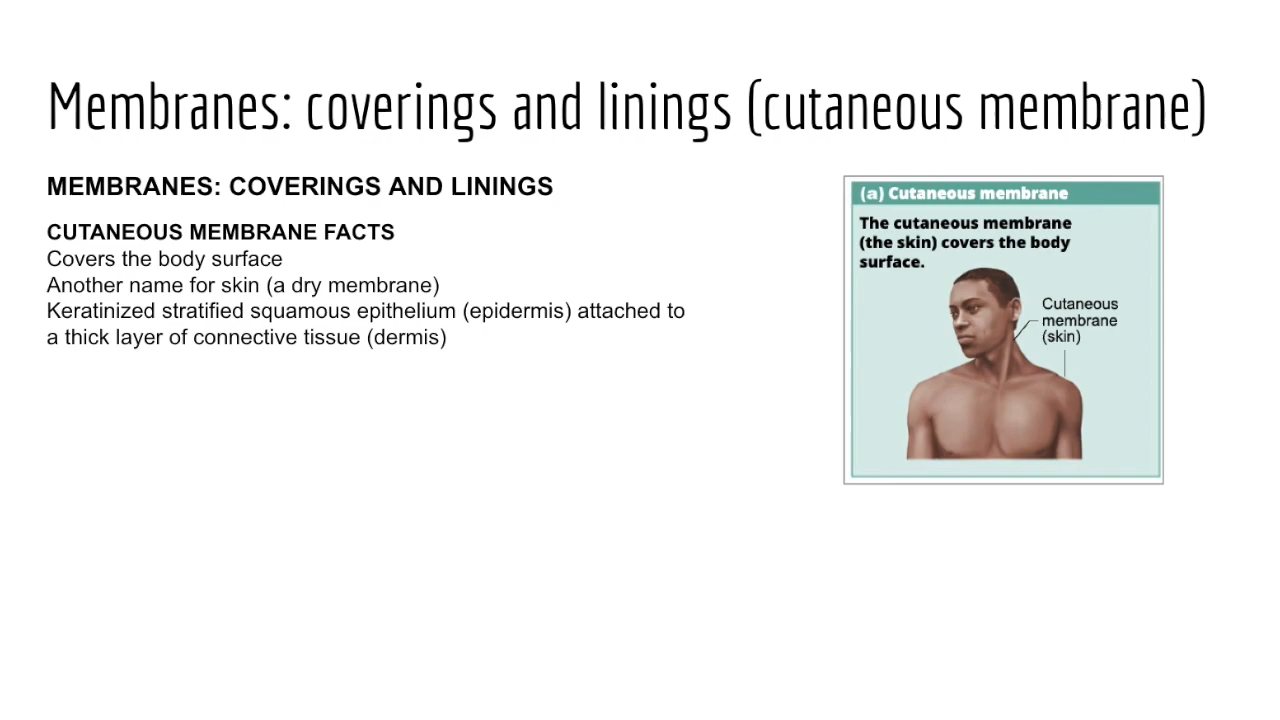 Membranes: coverings and linings (cutaneous membrane)
MEMBRANES: COVERINGS AND LININGS
CUTANEOUS MEMBRANE FACTS
Covers the body surface
Another name for skin (a dry membrane)
Keratinized stratified squamous epithelium (epidermis) attached to
a thick layer of connective tissue (dermis)
(a) Cutaneous membrane
The cutaneous membrane
(the skin) covers the body
surface.
Cutaneous
membrane
(skin)